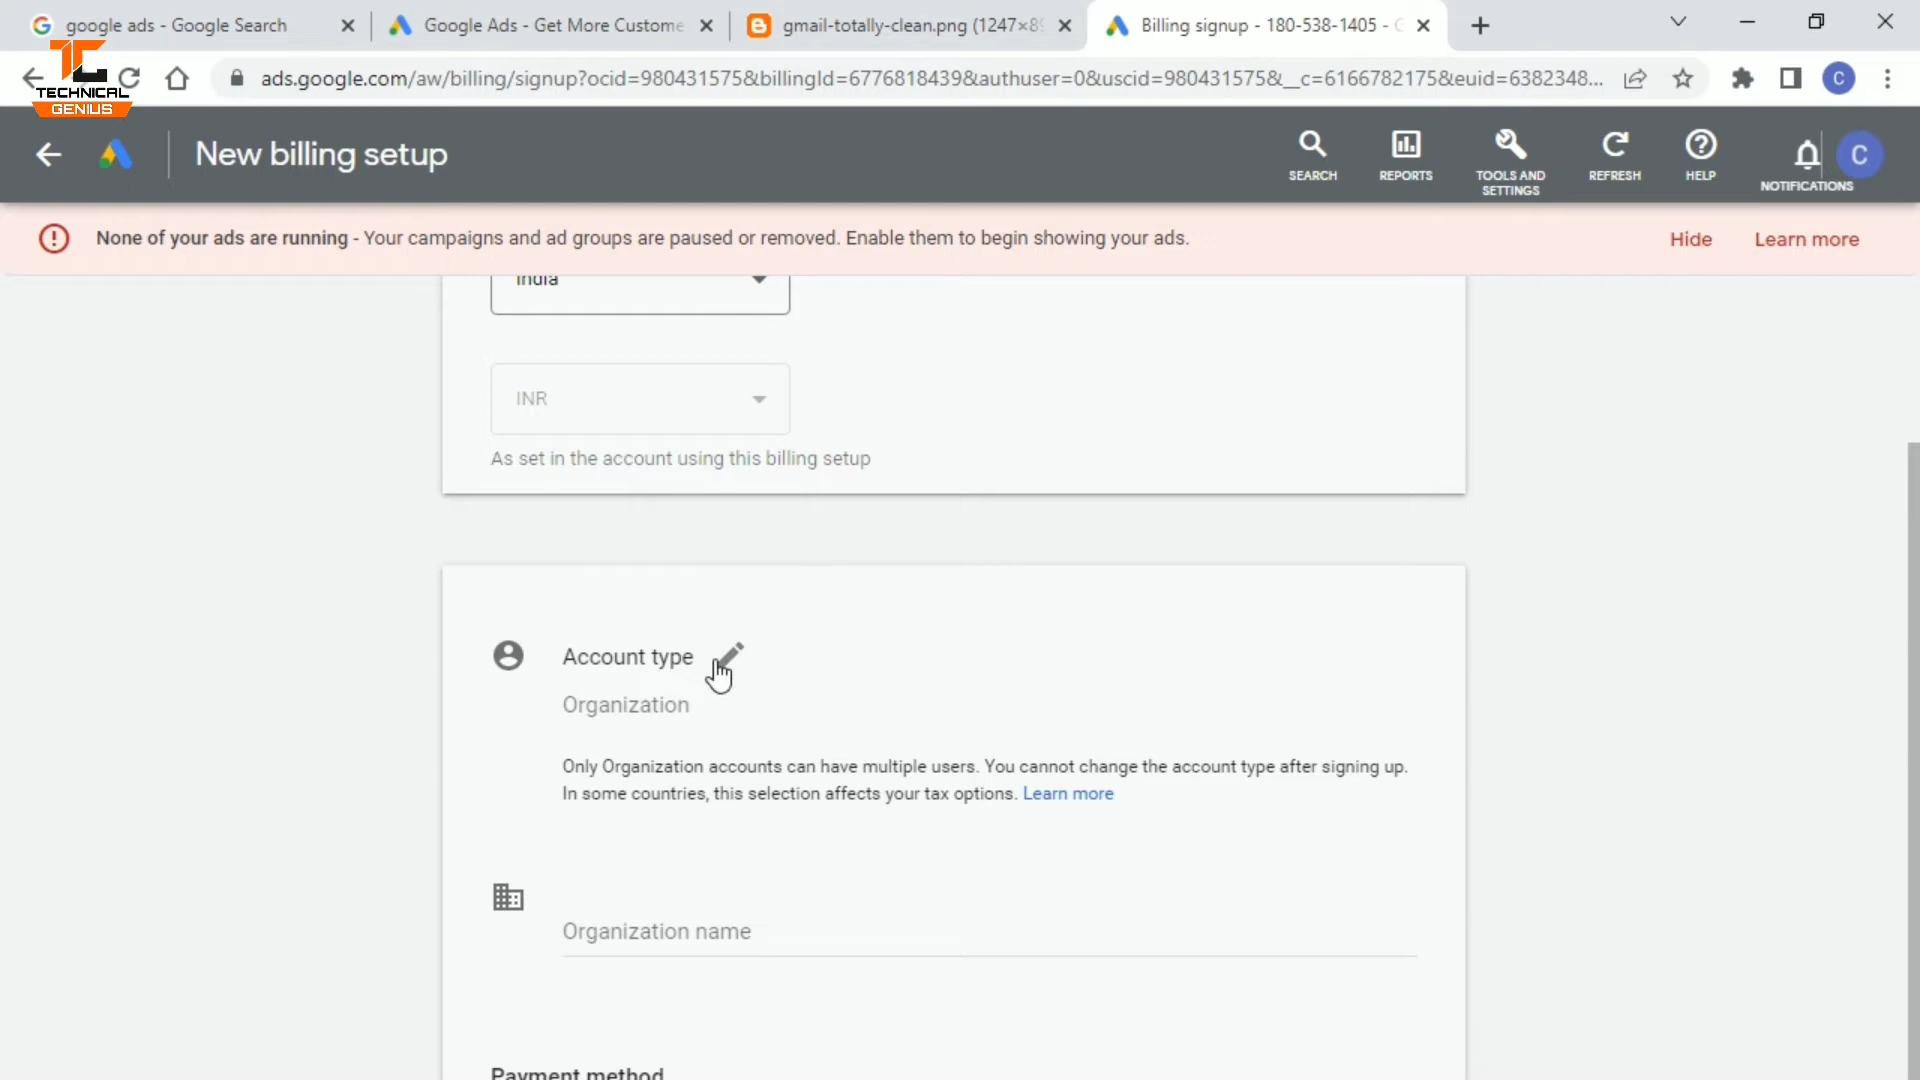 google ads - Google Search
Google Ads - Get More Custome
gmail-totally-clean.png (1247×89
Billing signup - 180-538-1405 - G
TECHNICAL
GENIUS
ads.google.com/aw/billing/signup?ocid=980431575&billingId=6776818439&authuser=0&uscid=980431575&__c=6166782175&euid=6382348...
C
New billing setup
SEARCH
REPORTS
TOOLS AND
SETTINGS
REFRESH
HELP
NOTIFICATIONS
C
None of your ads are running - Your campaigns and ad groups are paused or removed. Enable them to begin showing your ads.
Hide
Learn more
India
INR
As set in the account using this billing setup
Account type
Organization
Only Organization accounts can have multiple users. You cannot change the account type after signing up.
In some countries, this selection affects your tax options. Learn more
Organization name
Payment method